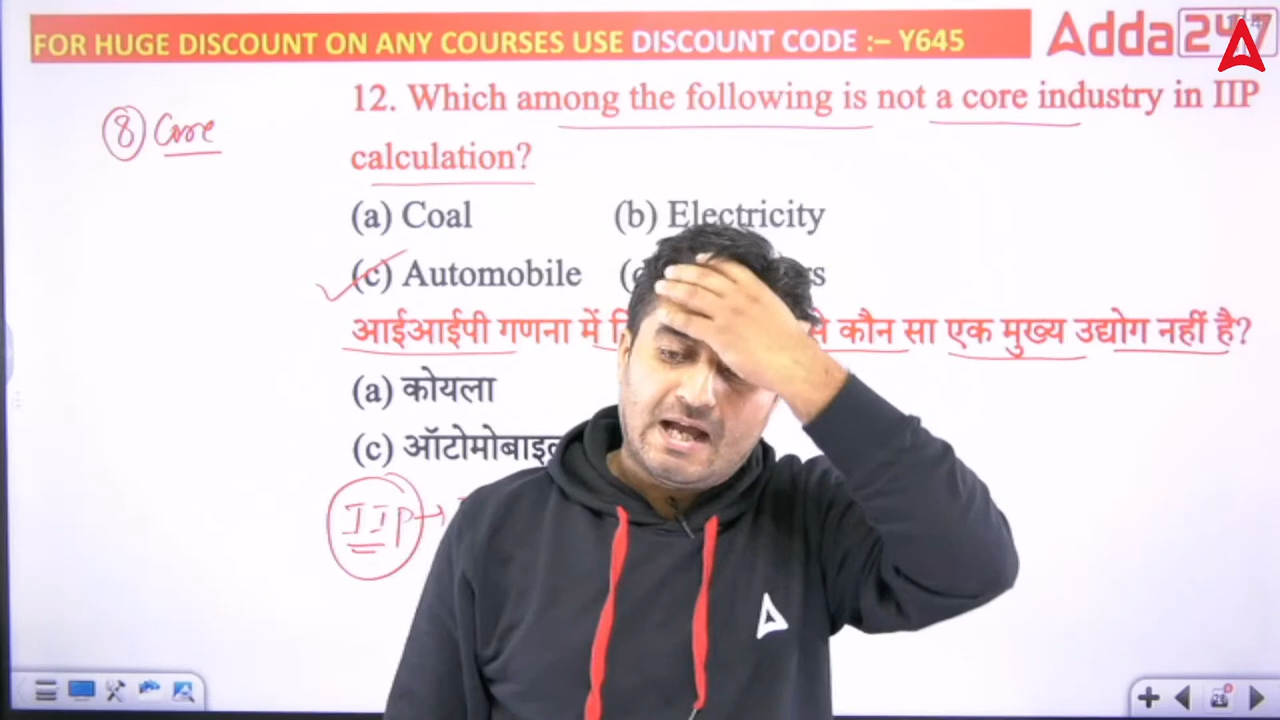 FOR HUGE DISCOUNT ON ANY COURSES USE DISCOUNT CODE :– Y645
Adda247
12. Which among the following is not a core industry in IIP
8 Core
calculation?
(a) Coal (b) Electricity
(c) Automobile
आईआईपी गणना में कौन सा एक मुख्य उद्योग नहीं है?
(a) कोयला
(c) ऑटोमोबाइल
IIP →